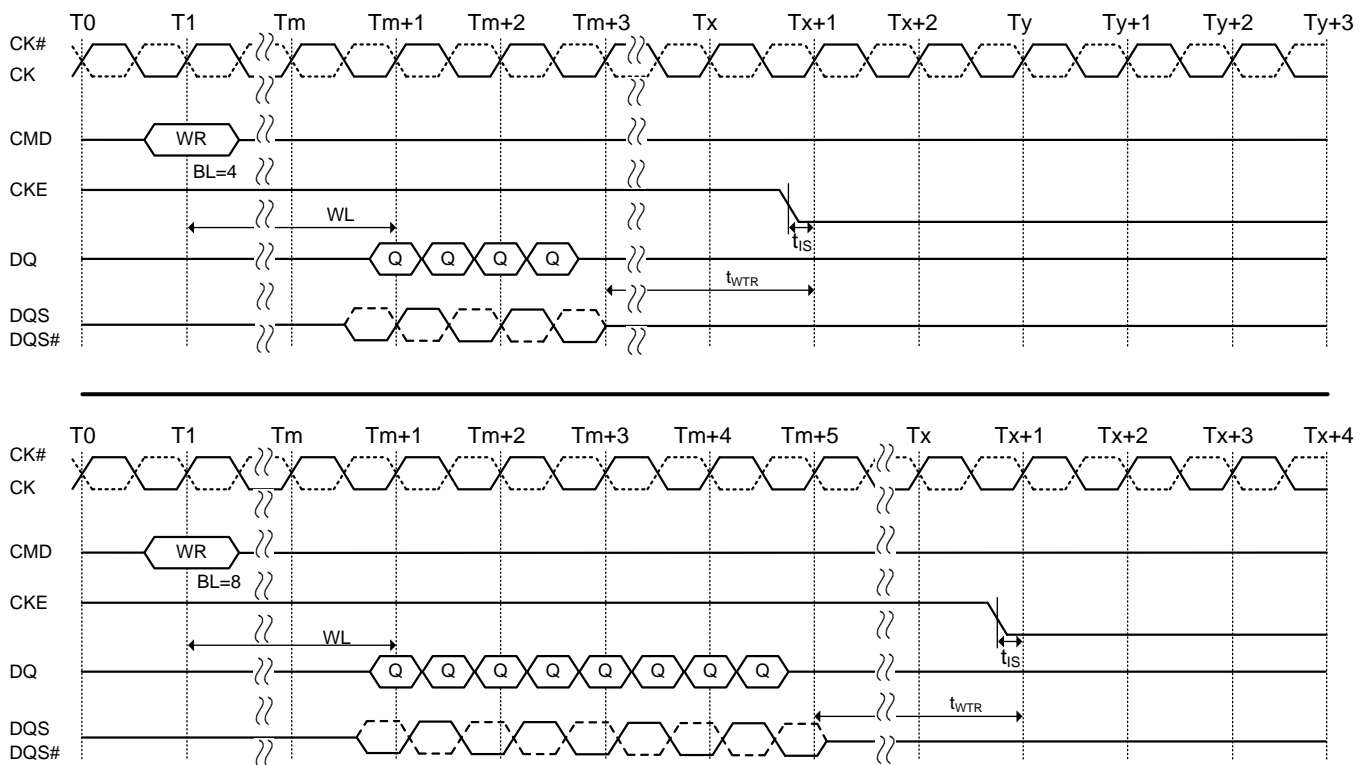 T0 T1 Tm Tm+1 Tm+2 Tm+3 Tx Tx+1 Tx+2 Ty Ty+1 Ty+2 Ty+3
CK#
CK
CMD WR
BL=4
CKE
WL
tIS
DQ Q Q Q Q
tWTR
DQS
DQS#
T0 T1 Tm Tm+1 Tm+2 Tm+3 Tm+4 Tm+5 Tx Tx+1 Tx+2 Tx+3 Tx+4
CK#
CK
CMD WR
BL=8
CKE
WL
tIS
DQ Q Q Q Q Q Q Q Q
tWTR
DQS
DQS#